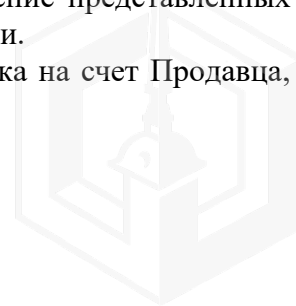 ение представленных
и.
ка на счет Продавца,